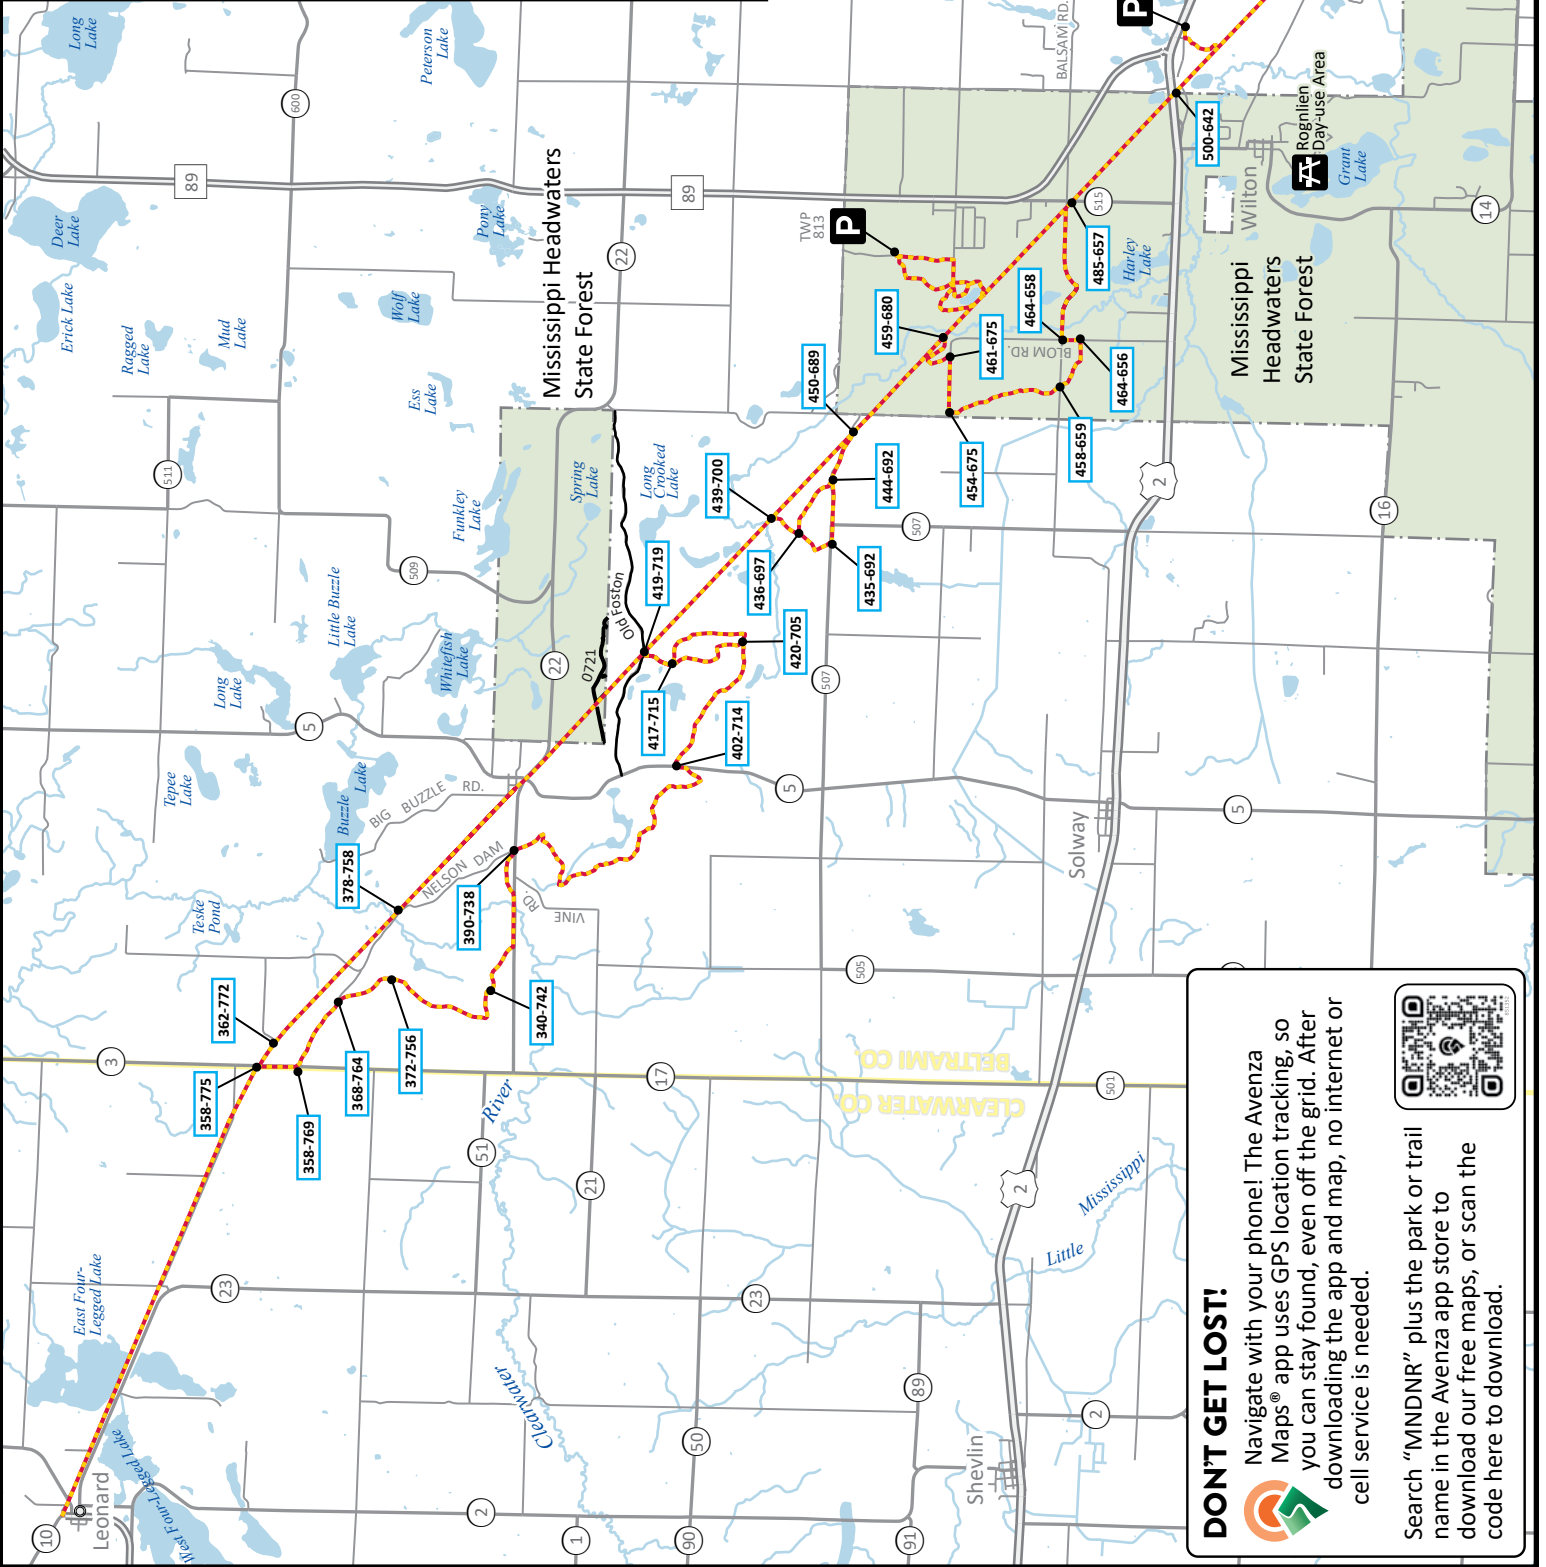 Leonard
10
West Four-Legged Lake
East Four-
Legged Lake
2
1
90
91
Clearwater
River
50
89
2
Shevlin
23
23
51
21
2
Little
Mississippi
3
17
501
CLEARWATER CO.
BELTRAMI CO.
358-775
358-769
362-772
368-764
372-756
340-742
378-758
390-738
NELSON DAM
RD.
VINE
505
Teske
Pond
Buzzle
Lake
BIG BUZZLE RD.
Tepee
Lake
Long
Lake
5
Little Buzzle
Lake
Whitefish
Lake
509
511
Funkley
Lake
22
0721
Old Foston
Spring
Lake
Long
Crooked
Lake
417-715
402-714
419-719
420-705
5
507
5
Solway
436-697
439-700
435-692
444-692
450-689
507
2
16
454-675
458-659
459-680
461-675
464-658
464-656
BLOM RD.
485-657
515
Harley
Lake
Mississippi
Headwaters
State Forest
Mississippi Headwaters
State Forest
TWP
813
P
22
89
89
600
Long
Lake
Peterson
Lake
Deer
Lake
Erick Lake
Ragged
Lake
Mud
Lake
Wolf
Lake
Ess
Lake
Pony
Lake
BALSAM RD.
P
500-642
Wilton
Rognlien
Day-use Area
Grant
Lake
14
DON'T GET LOST!
Navigate with your phone! The Avenza
Maps® app uses GPS location tracking, so
you can stay found, even off the grid. After
downloading the app and map, no internet or
cell service is needed.
Search “MNDNR” plus the park or trail
name in the Avenza app store to
download our free maps, or scan the
code here to download.